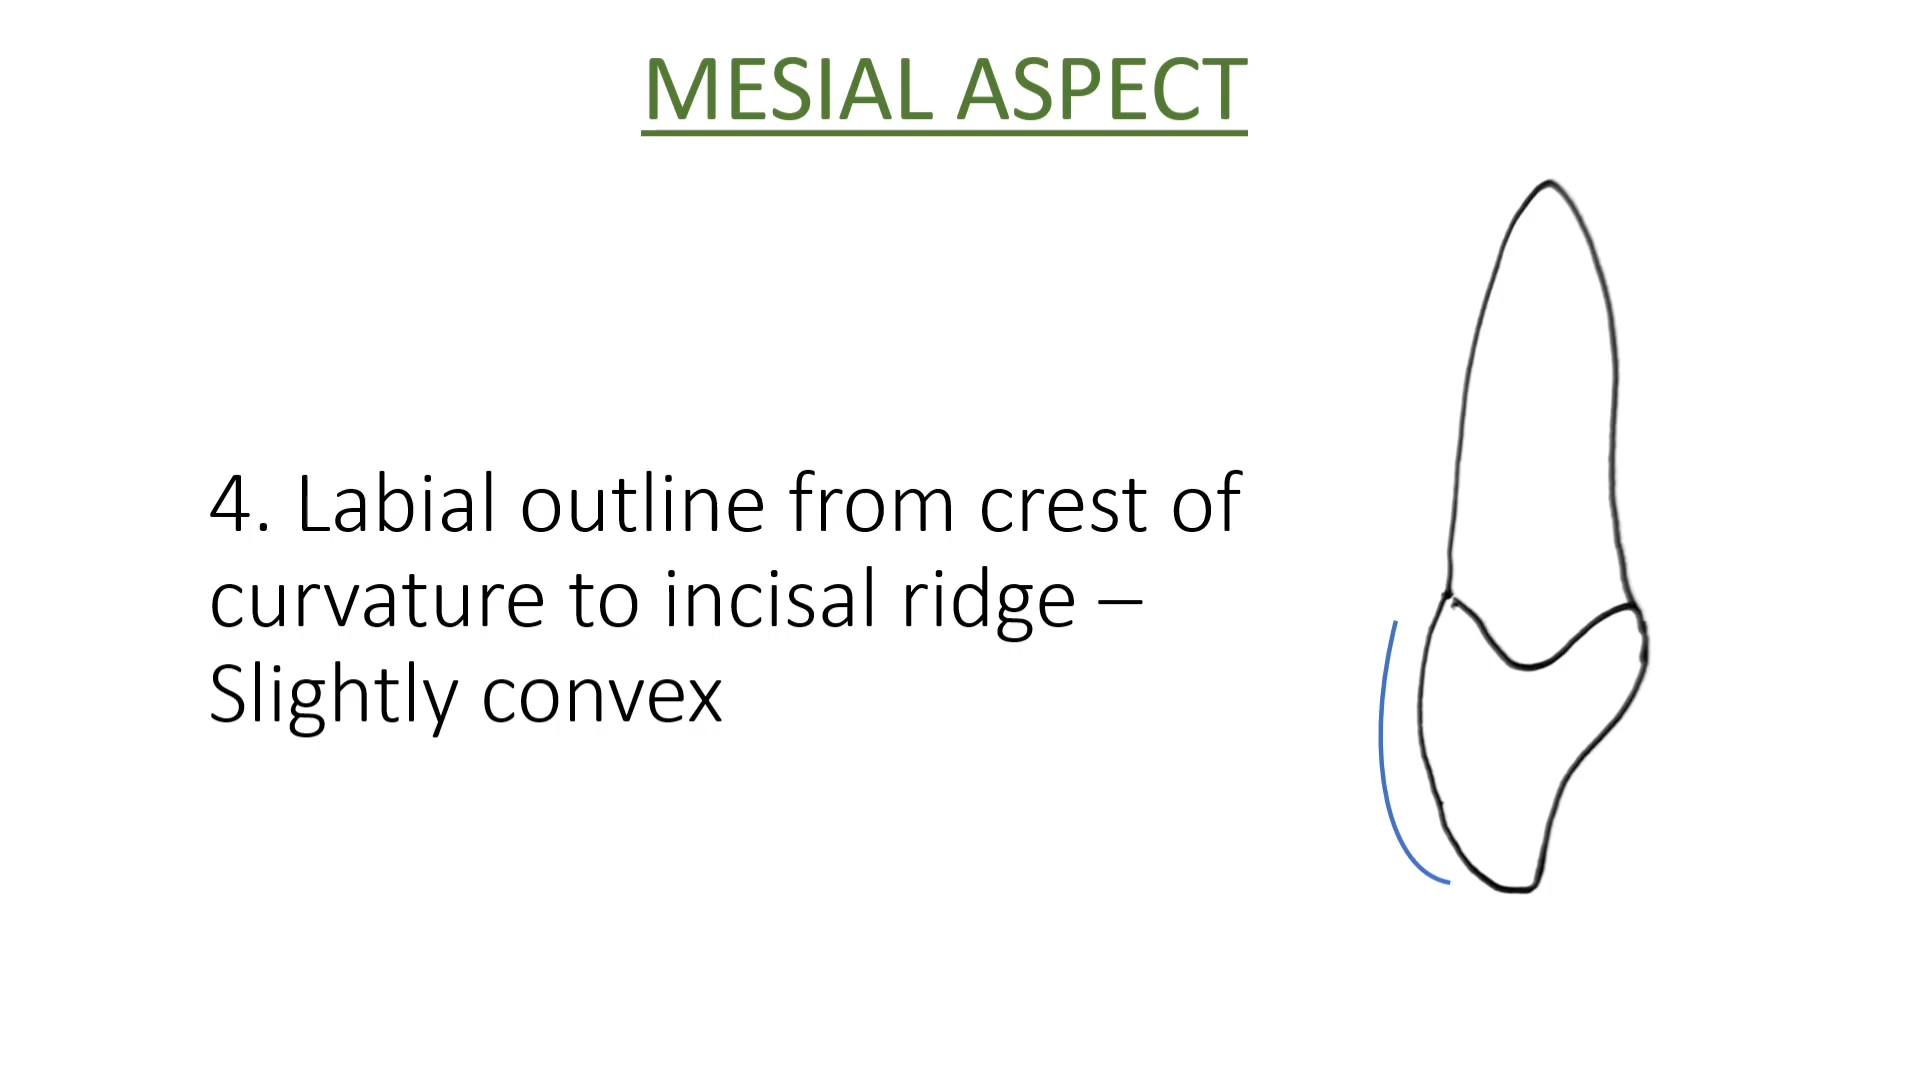 MESIAL ASPECT
4. Labial outline from crest of
curvature to incisal ridge –
Slightly convex